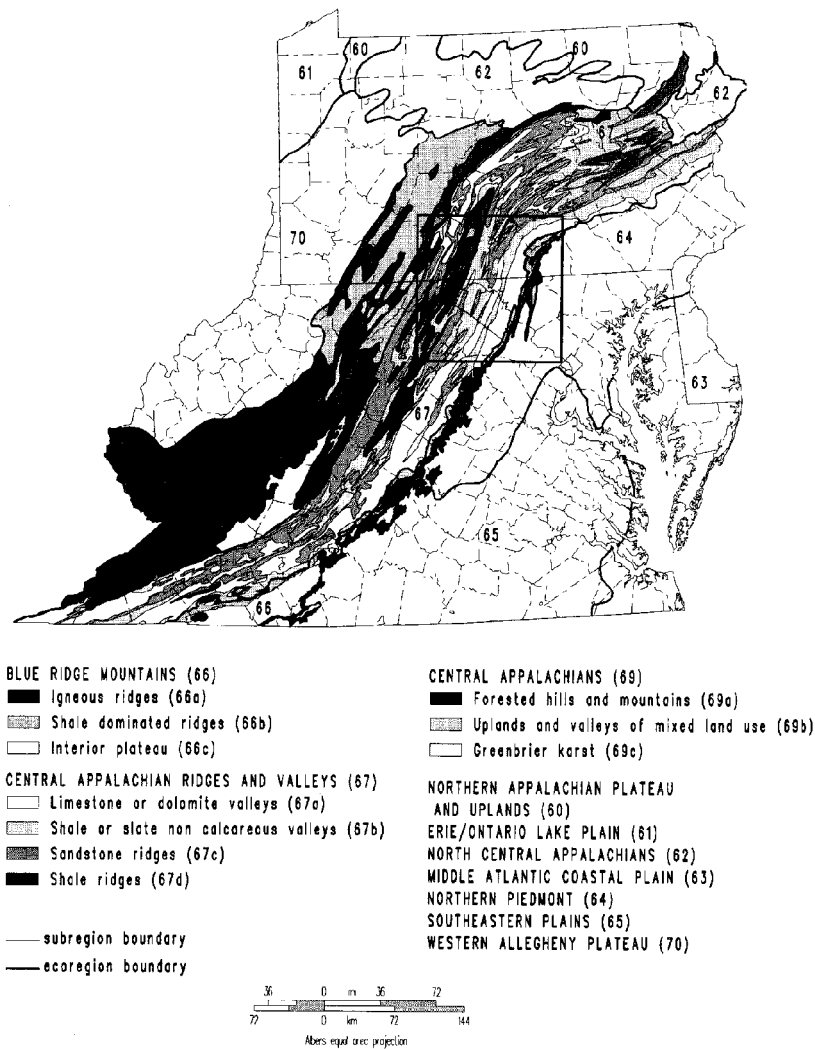 60
60
61
62
62
6
70
64
63
67
65
66
BLUE RIDGE MOUNTAINS (66)
Igneous ridges (66a)
Shale dominated ridges (66b)
Interior plateau (66c)
CENTRAL APPALACHIAN RIDGES AND VALLEYS (67)
Limestone or dolomite valleys (67a)
Shale or slate non calcareous valleys (67b)
Sandstone ridges (67c)
Shale ridges (67d)
subregion boundary
ecoregion boundary
CENTRAL APPALACHIANS (69)
Forested hills and mountains (69a)
Uplands and valleys of mixed land use (69b)
Greenbrier karst (69c)
NORTHERN APPALACHIAN PLATEAU
AND UPLANDS (60)
ERIE/ONTARIO LAKE PLAIN (61)
NORTH CENTRAL APPALACHIANS (62)
MIDDLE ATLANTIC COASTAL PLAIN (63)
NORTHERN PIEDMONT (64)
SOUTHEASTERN PLAINS (65)
WESTERN ALLEGHENY PLATEAU (70)
36 0 m 36 72
72 0 km 72 144
Albers equal area projection